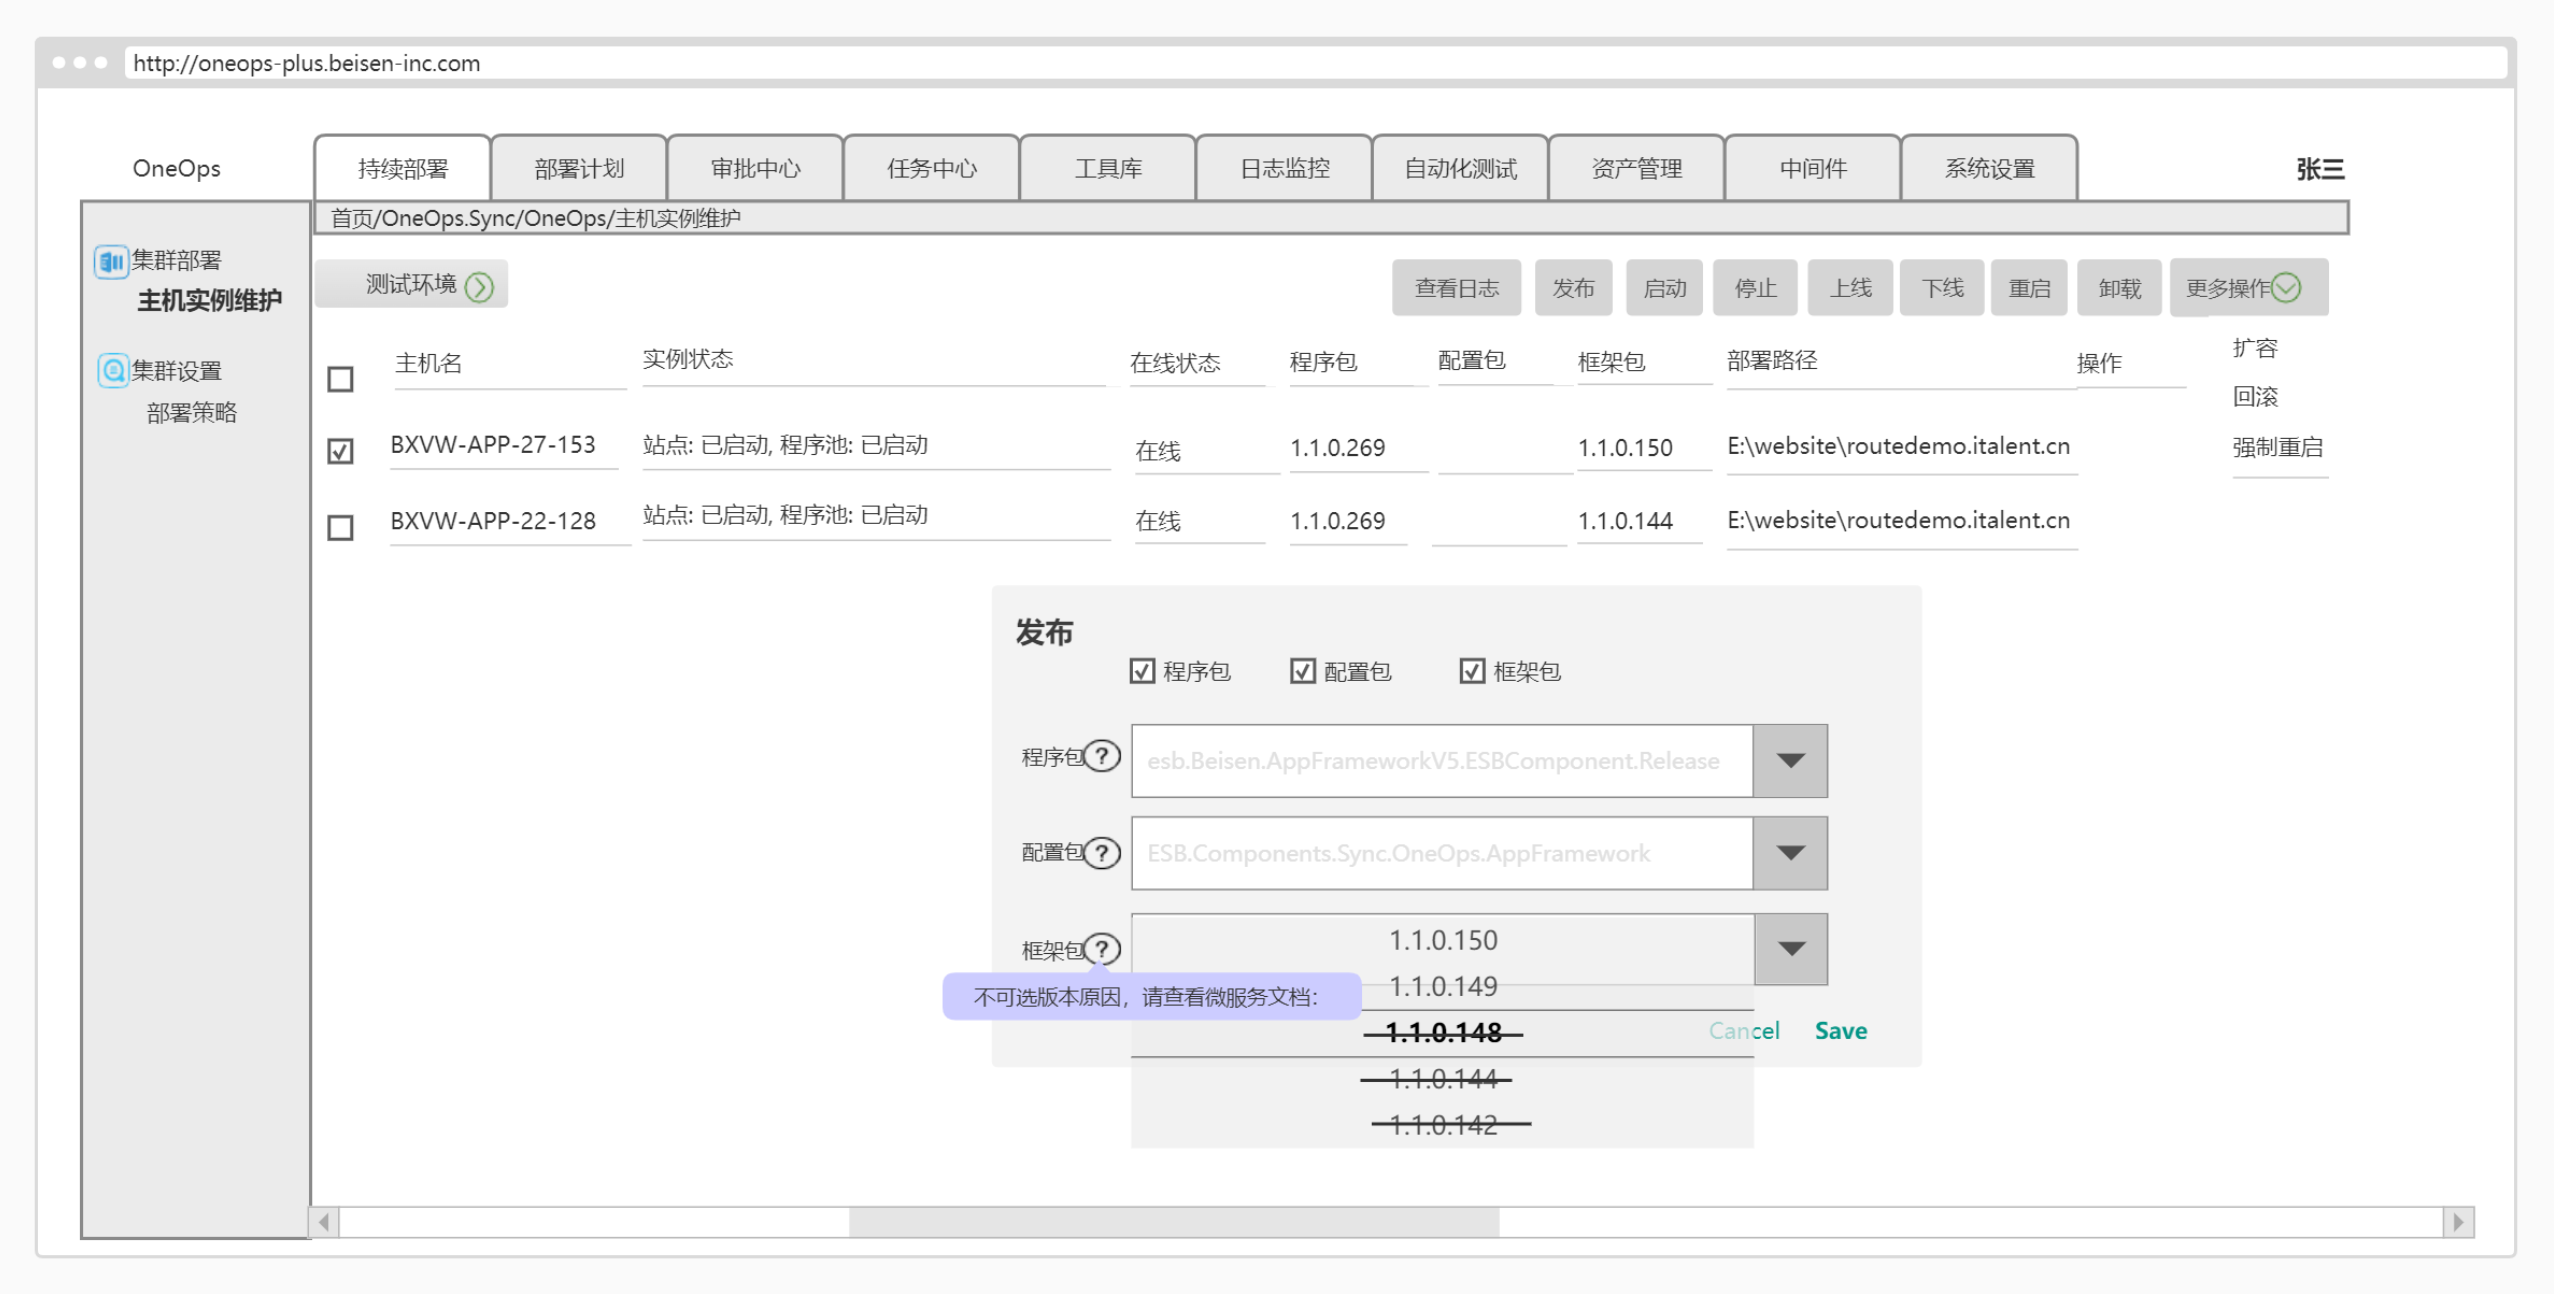 http://oneops-plus.beisen-inc.com
OneOps
持续部署 部署计划 审批中心 任务中心 工具库 日志监控 自动化测试 资产管理 中间件 系统设置
张三
首页/OneOps.Sync/OneOps/主机实例维护
集群部署
主机实例维护
集群设置
部署策略
测试环境
查看日志 发布 启动 停止 上线 下线 重启 卸载 更多操作
扩容
回滚
强制重启
主机名 实例状态 在线状态 程序包 配置包 框架包 部署路径 操作
BXVW-APP-27-153 站点: 已启动, 程序池: 已启动 在线 1.1.0.269 1.1.0.150 E:\website\routedemo.italent.cn
BXVW-APP-22-128 站点: 已启动, 程序池: 已启动 在线 1.1.0.269 1.1.0.144 E:\website\routedemo.italent.cn
发布
程序包 配置包 框架包
程序包? esb.Beisen.AppFrameworkV5.ESBComponent.Release
配置包? ESB.Components.Sync.OneOps.AppFramework
框架包?
不可选版本原因，请查看微服务文档：
1.1.0.150
1.1.0.149
1.1.0.148
1.1.0.144
1.1.0.142
Cancel Save